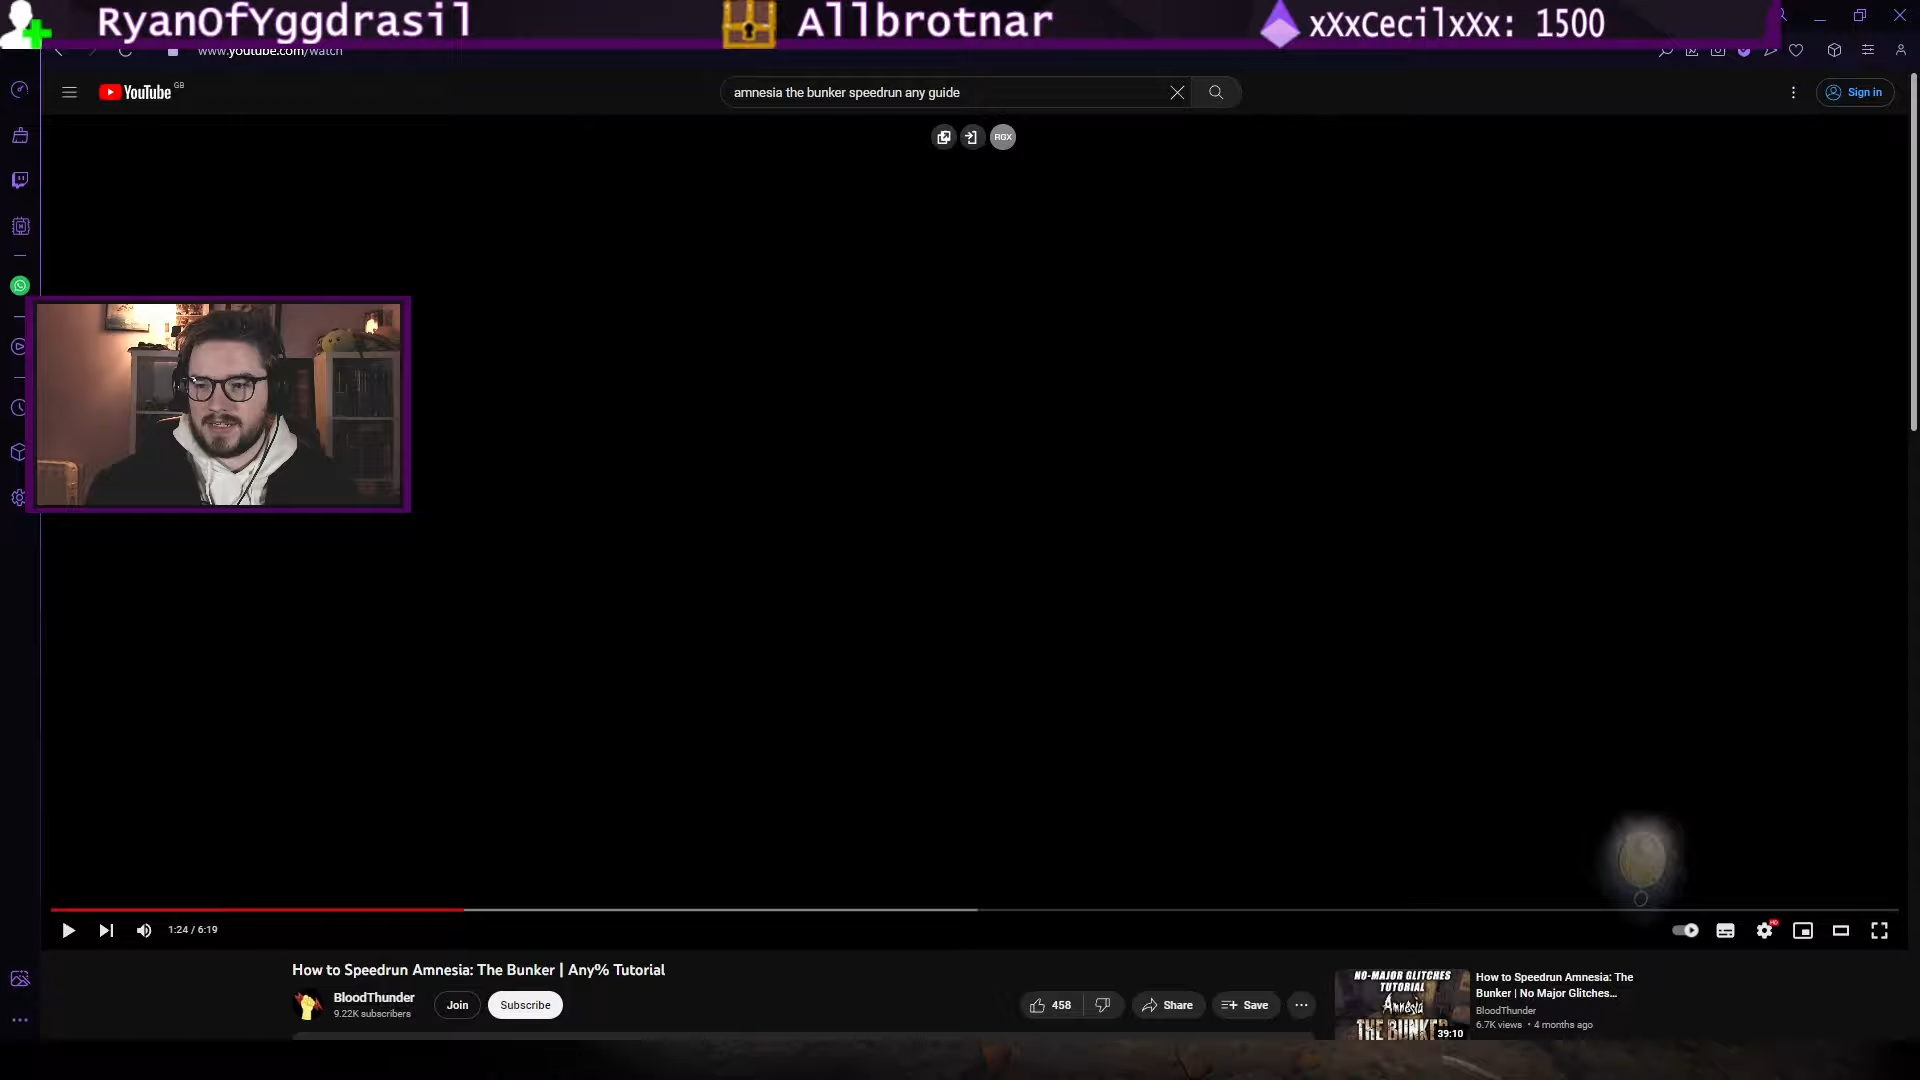 RyanOfYggdrasil
Allbrotnar
xXxCecilxXx: 1500
www.youtube.com/watch
YouTube GB
amnesia the bunker speedrun any guide
Sign in
RGX
1:24 / 6:19
HD
How to Speedrun Amnesia: The Bunker | Any% Tutorial
BloodThunder
9.22K subscribers
Join
Subscribe
458
Share
Save
NO-MAJOR GLITCHES
TUTORIAL
Amnesia
THE BUNKER
39:10
How to Speedrun Amnesia: The
Bunker | No Major Glitches...
BloodThunder
6.7K views • 4 months ago